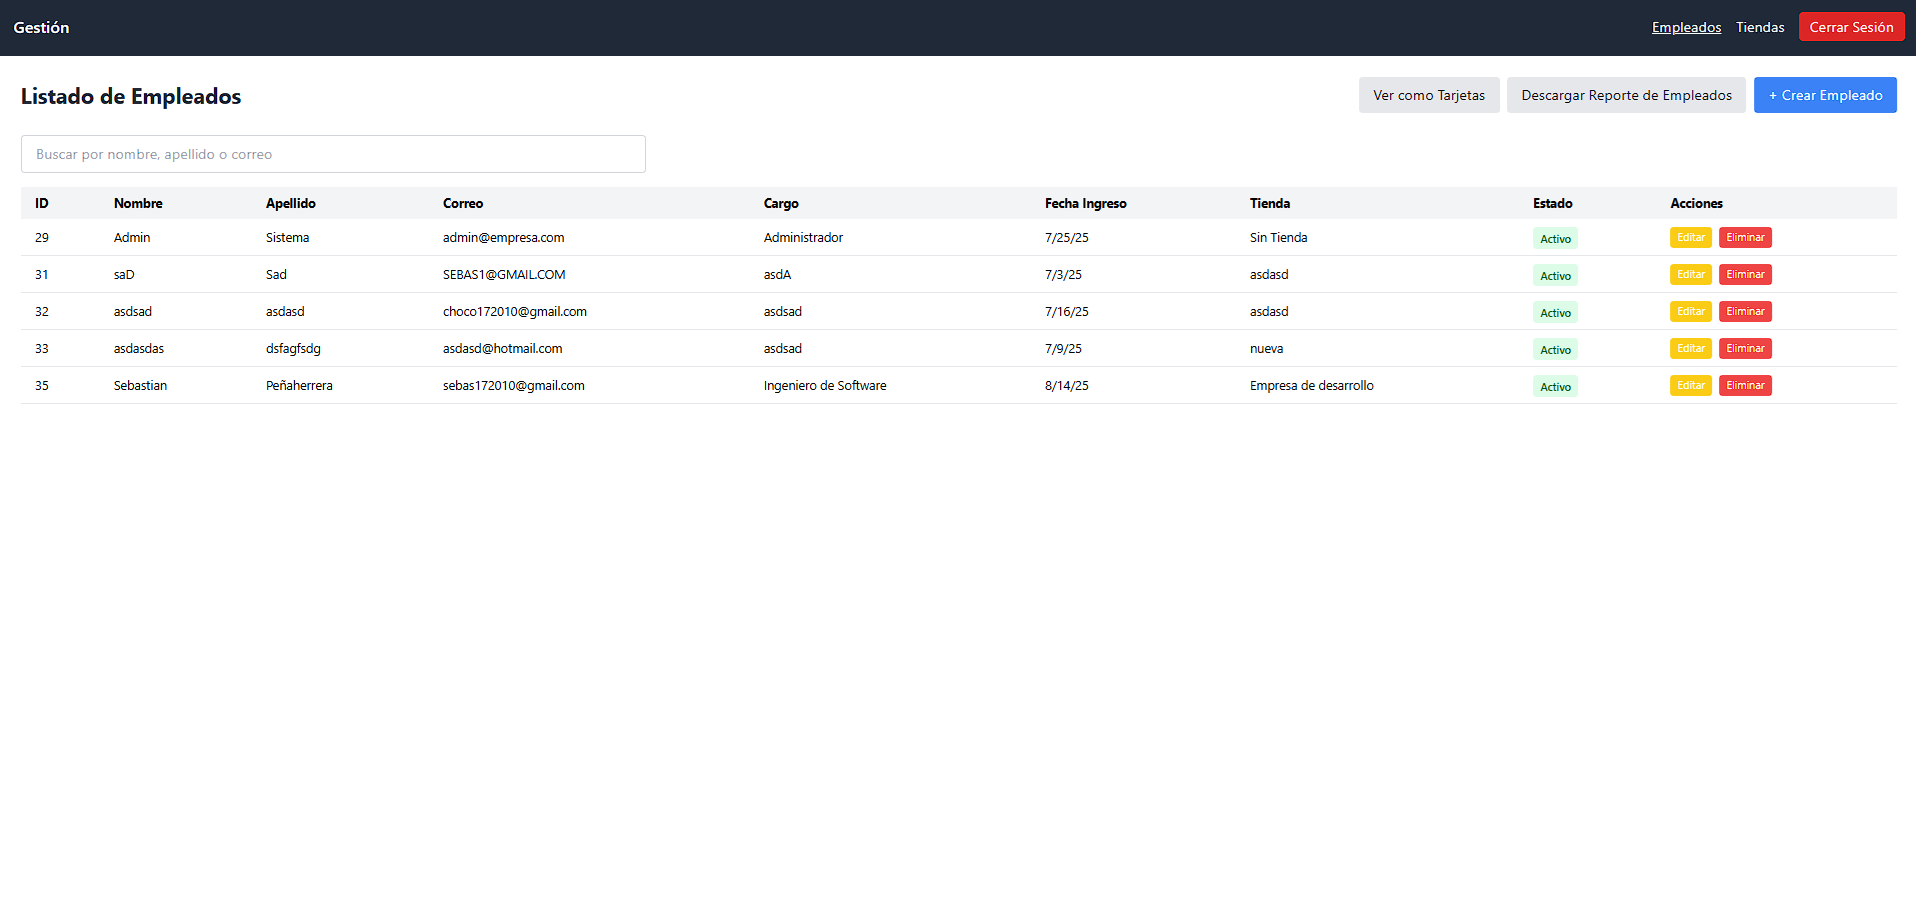 Gestión Empleados Tiendas Cerrar Sesión
Listado de Empleados Ver como Tarjetas Descargar Reporte de Empleados + Crear Empleado
Buscar por nombre, apellido o correo
ID Nombre Apellido Correo Cargo Fecha Ingreso Tienda Estado Acciones
29 Admin Sistema admin@empresa.com Administrador 7/25/25 Sin Tienda Activo Editar Eliminar
31 saD Sad SEBAS1@GMAIL.COM asdA 7/3/25 asdasd Activo Editar Eliminar
32 asdsad asdasd choco172010@gmail.com asdsad 7/16/25 asdasd Activo Editar Eliminar
33 asdasdas dsfagfsdg asdasd@hotmail.com asdsad 7/9/25 nueva Activo Editar Eliminar
35 Sebastian Peñaherrera sebas172010@gmail.com Ingeniero de Software 8/14/25 Empresa de desarrollo Activo Editar Eliminar